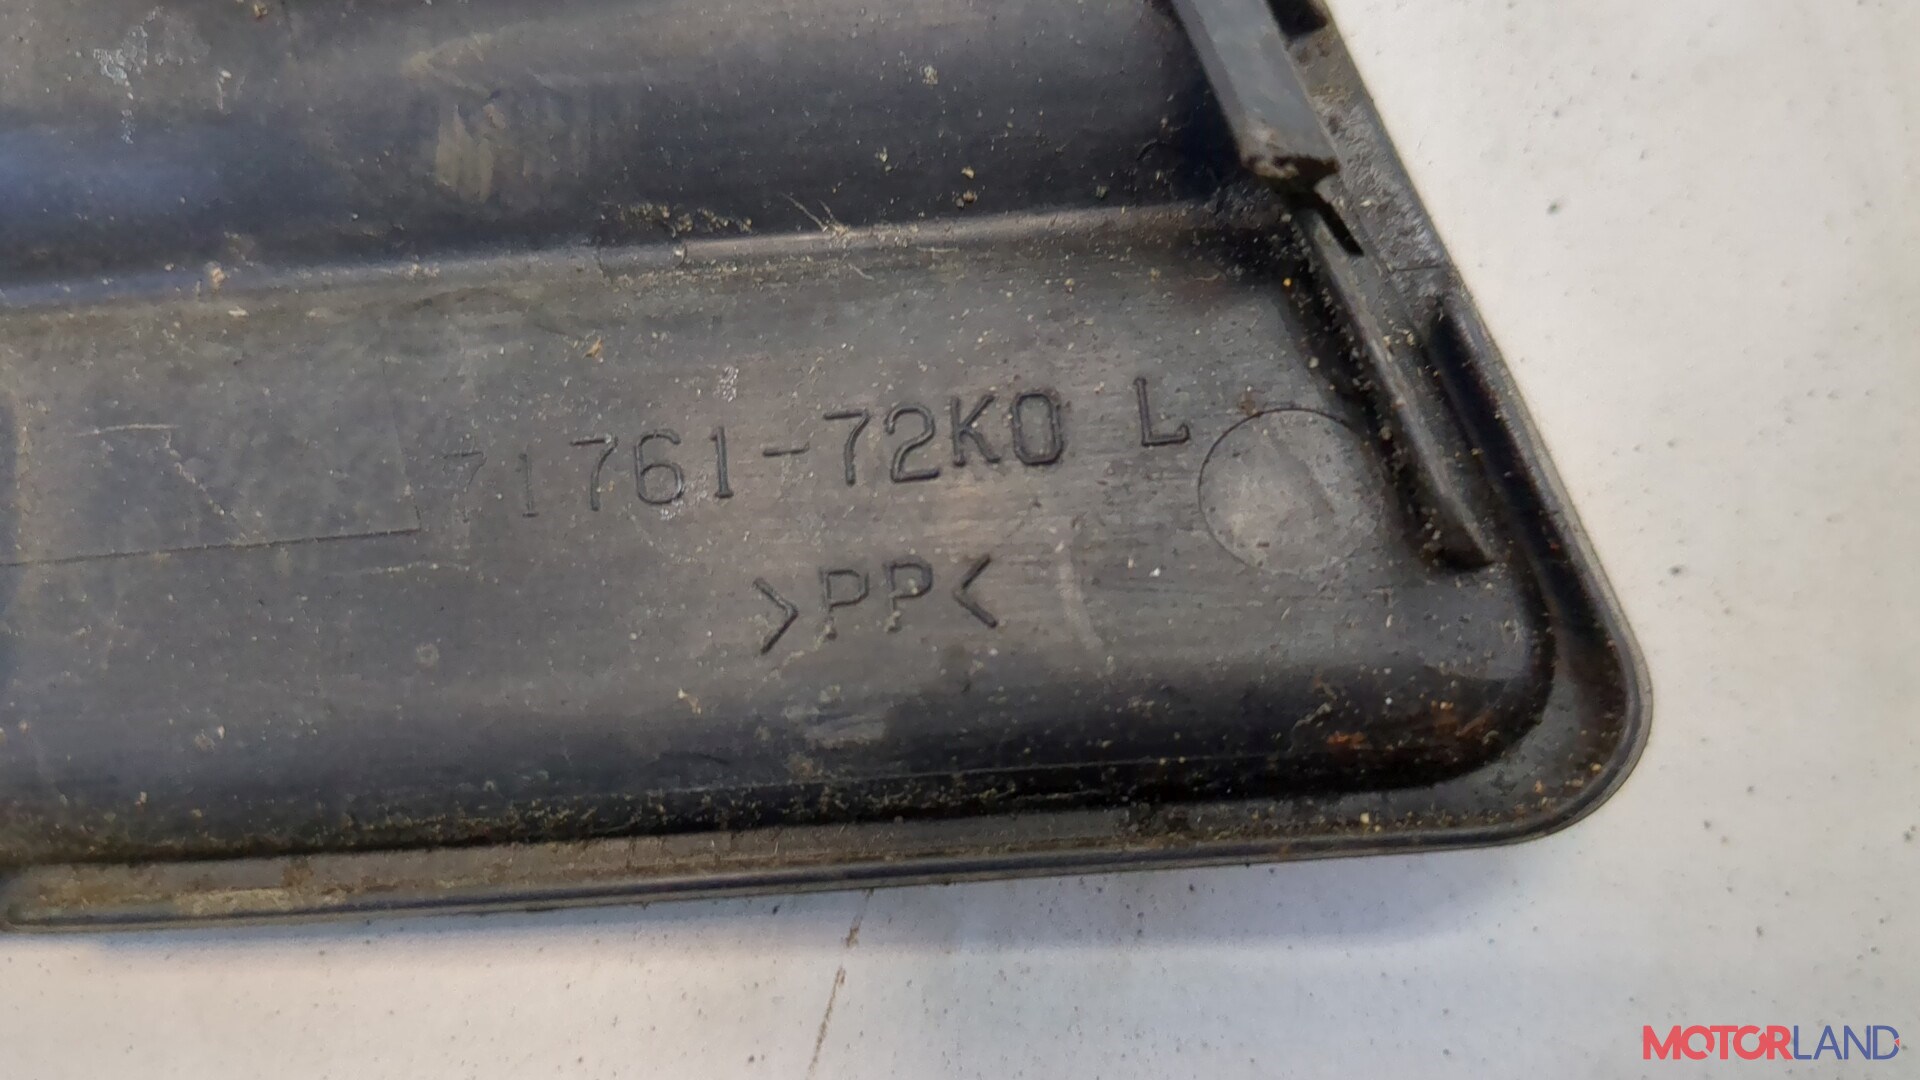 71761-72K0 L
>PP<
MOTORLAND